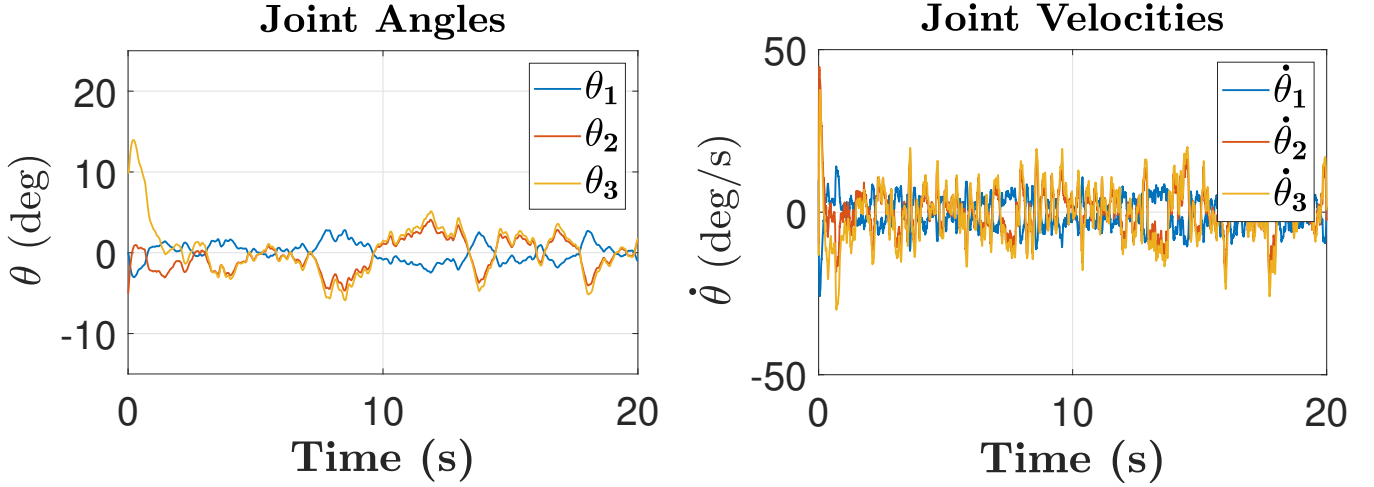 Joint Angles
θ (deg)
20
10
0
-10
θ₁
θ₂
θ₃
0
10
20
Time (s)
Joint Velocities
θ̇ (deg/s)
50
0
-50
θ̇₁
θ̇₂
θ̇₃
0
10
20
Time (s)